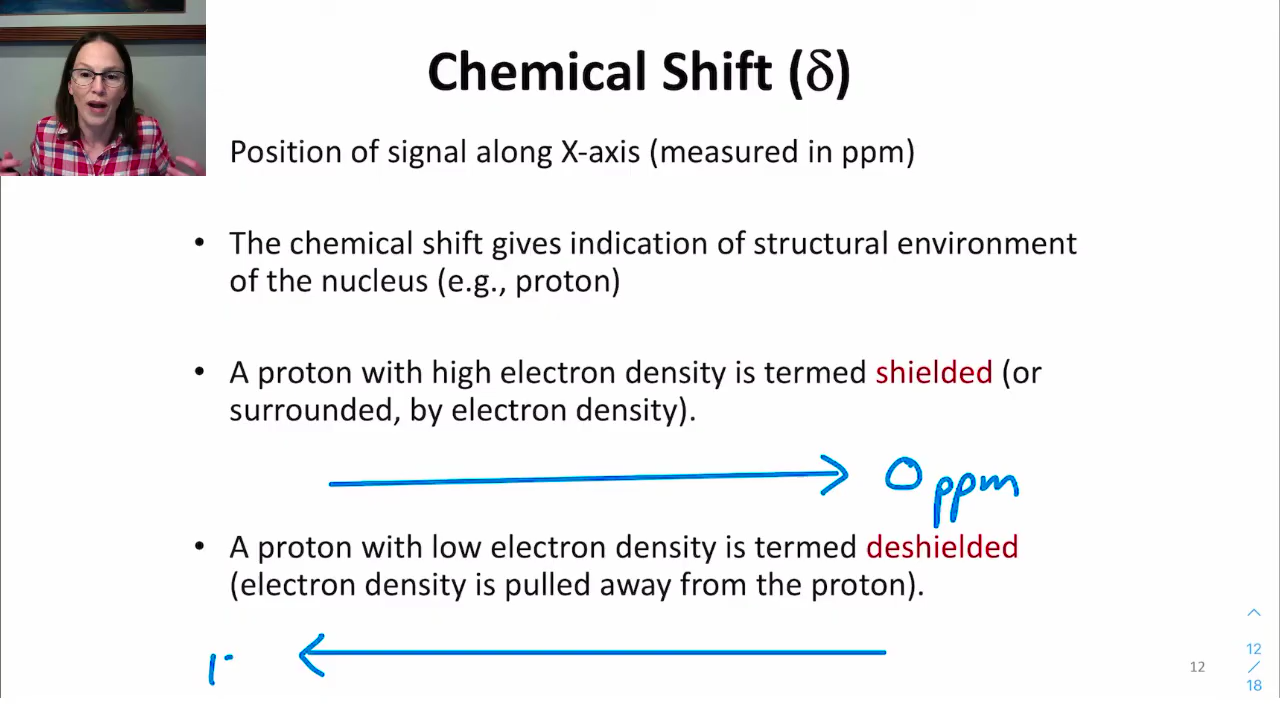 Chemical Shift (δ)
Position of signal along X-axis (measured in ppm)
• The chemical shift gives indication of structural environment
of the nucleus (e.g., proton)
• A proton with high electron density is termed shielded (or
surrounded, by electron density).
0 ppm
• A proton with low electron density is termed deshielded
(electron density is pulled away from the proton).
12
12
/
18